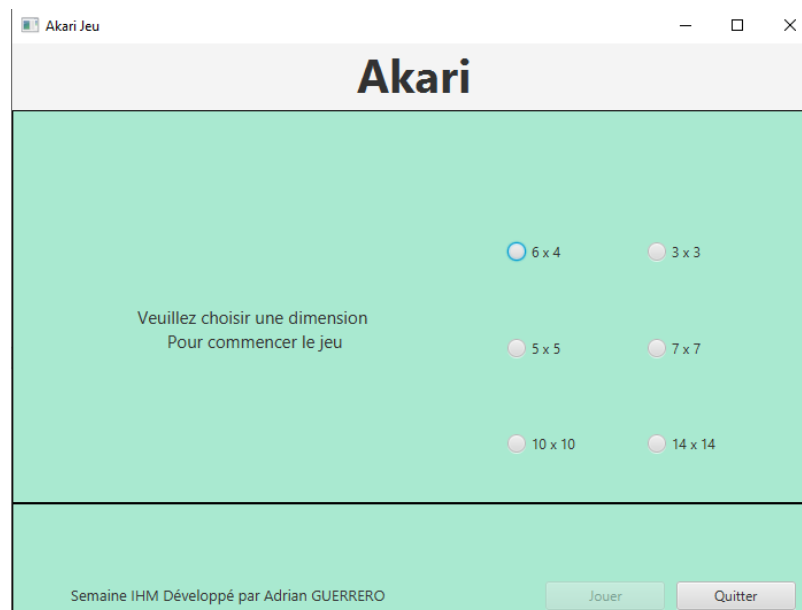 Akari Jeu
Akari
Veuillez choisir une dimension
Pour commencer le jeu
6 x 4
3 x 3
5 x 5
7 x 7
10 x 10
14 x 14
Semaine IHM Développé par Adrian GUERRERO
Jouer
Quitter